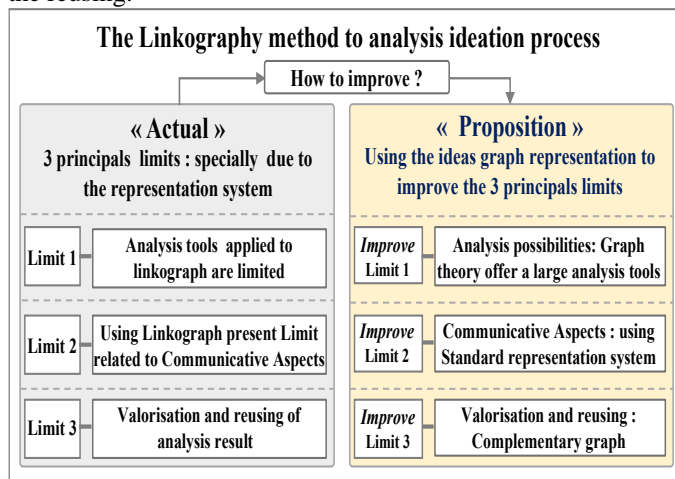 the reusing.
The Linkography method to analysis ideation process
How to improve ?
« Actual »
3 principals limits : specially due to
the representation system
Limit 1
Analysis tools applied to
linkograph are limited
Limit 2
Using Linkograph present Limit
related to Communicative Aspects
Limit 3
Valorisation and reusing of
analysis result
« Proposition »
Using the ideas graph representation to
improve the 3 principals limits
Improve
Limit 1
Analysis possibilities: Graph
theory offer a large analysis tools
Improve
Limit 2
Communicative Aspects : using
Standard representation system
Improve
Limit 3
Valorisation and reusing :
Complementary graph